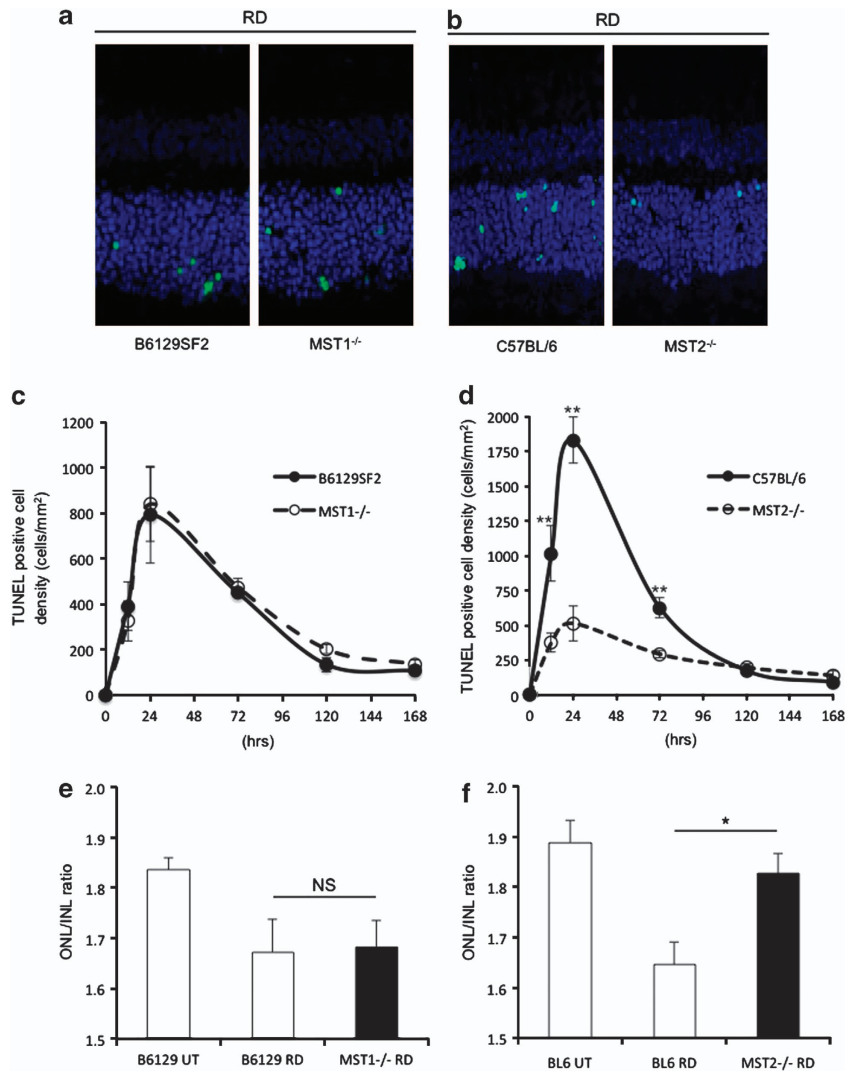 a
RD
B6129SF2
MST1-/-
b
RD
C57BL/6
MST2-/-
c
TUNEL positive cell
density (cells/mm²)
1200
1000
800
600
400
200
0
0 24 48 72 96 120 144 168
(hrs)
B6129SF2
MST1-/-
d
TUNEL positive cell density (cells/mm²)
2000
1750
1500
1250
1000
750
500
250
0
0 24 48 72 96 120 144 168
(hrs)
**
**
**
C57BL/6
MST2-/-
e
ONL/INL ratio
2.0
1.9
1.8
1.7
1.6
1.5
NS
B6129 UT B6129 RD MST1-/- RD
f
ONL/INL ratio
2.0
1.9
1.8
1.7
1.6
1.5
*
BL6 UT BL6 RD MST2-/- RD